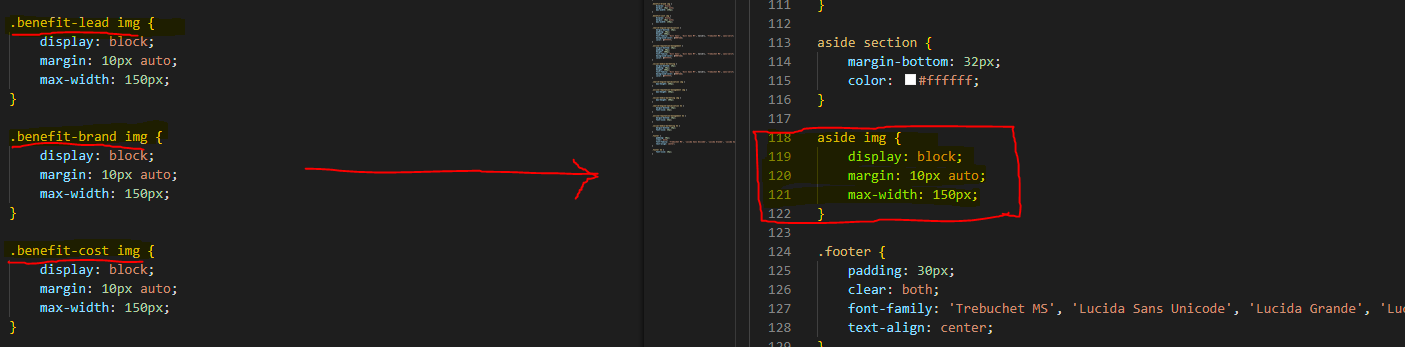 .benefit-lead img {
display: block;
margin: 10px auto;
max-width: 150px;
}
.benefit-brand img {
display: block;
margin: 10px auto;
max-width: 150px;
}
.benefit-cost img {
display: block;
margin: 10px auto;
max-width: 150px;
}
111 }
112
113 aside section {
114 margin-bottom: 32px;
115 color: #ffffff;
116 }
117
118 aside img {
119 display: block;
120 margin: 10px auto;
121 max-width: 150px;
122 }
123
124 .footer {
125 padding: 30px;
126 clear: both;
127 font-family: 'Trebuchet MS', 'Lucida Sans Unicode', 'Lucida Grande', 'Lu
128 text-align: center;
129 }